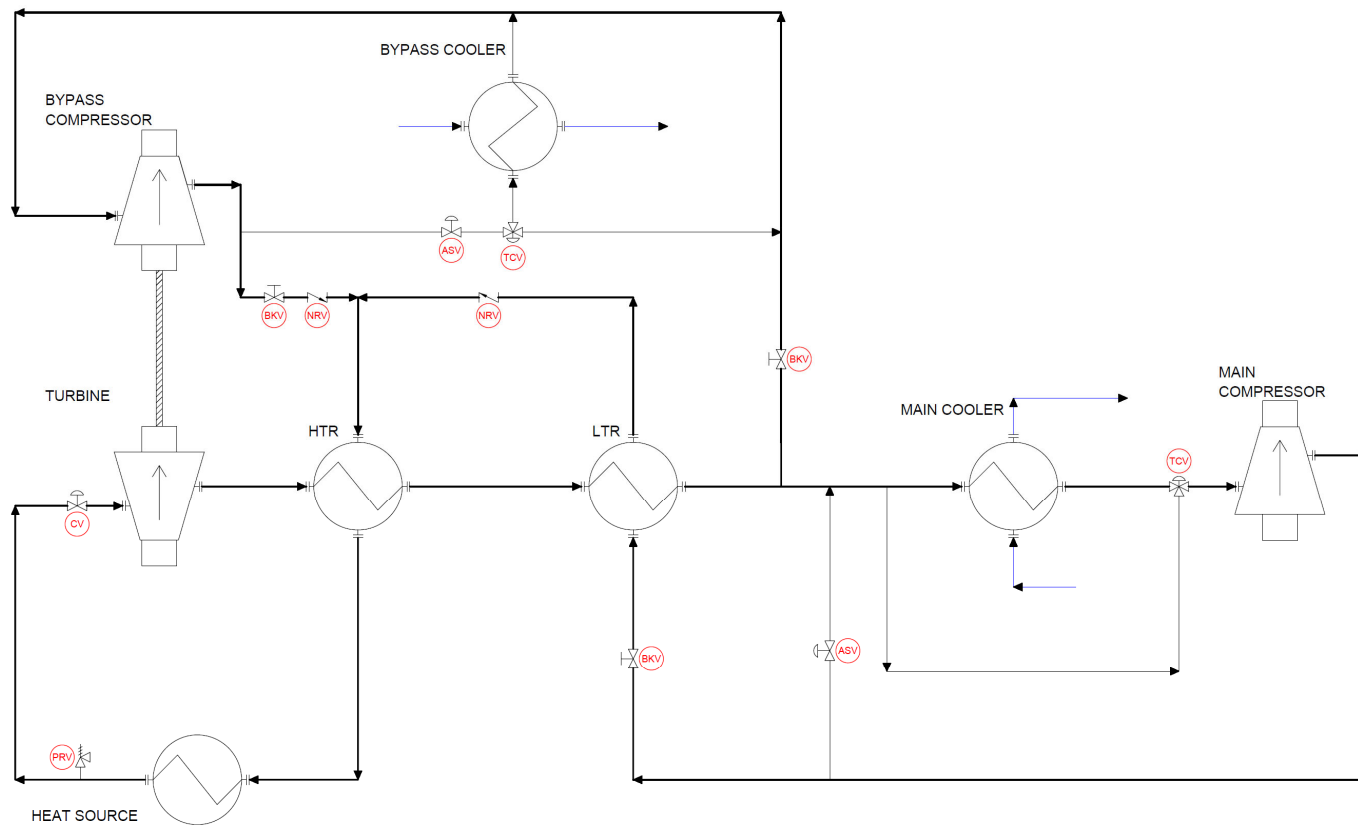 BYPASS COOLER
BYPASS
COMPRESSOR
ASV
TCV
BKV
NRV
NRV
BKV
TURBINE
HTR
LTR
MAIN COOLER
MAIN
COMPRESSOR
TCV
CV
BKV
ASV
PRV
HEAT SOURCE